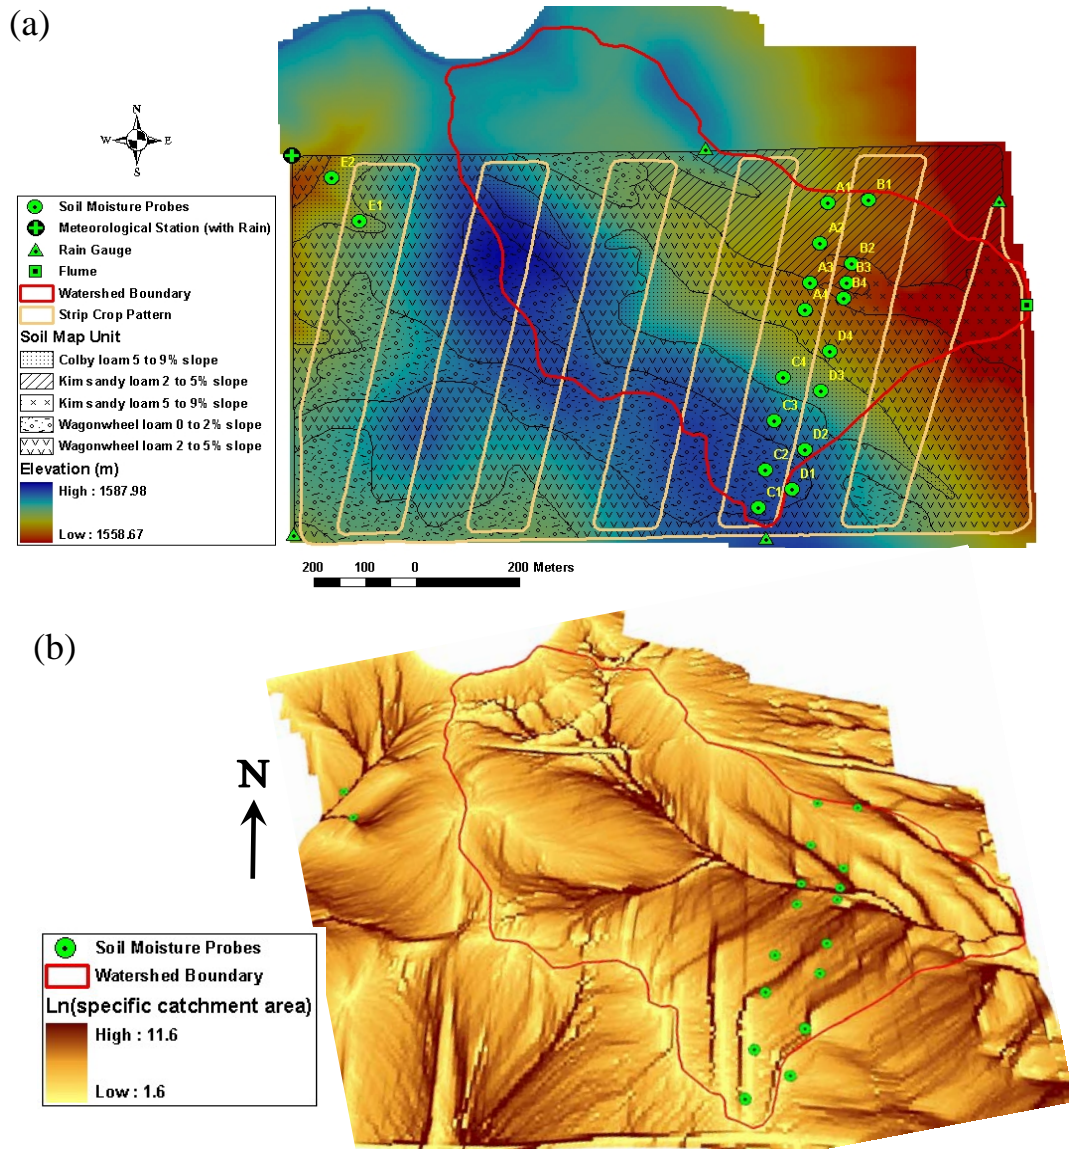 (a)
N
W E
S
Soil Moisture Probes
Meteorological Station (with Rain)
Rain Gauge
Flume
Watershed Boundary
Strip Crop Pattern
Soil Map Unit
Colby loam 5 to 9% slope
Kim sandy loam 2 to 5% slope
Kim sandy loam 5 to 9% slope
Wagonwheel loam 0 to 2% slope
Wagonwheel loam 2 to 5% slope
Elevation (m)
High : 1587.98
Low : 1558.67
E2
E1
A1
B1
A2
B2
A3
B3
B4
A4
D4
C4
D3
C3
D2
C2
D1
C1
200 100 0 200 Meters
(b)
N
Soil Moisture Probes
Watershed Boundary
Ln(specific catchment area)
High : 11.6
Low : 1.6